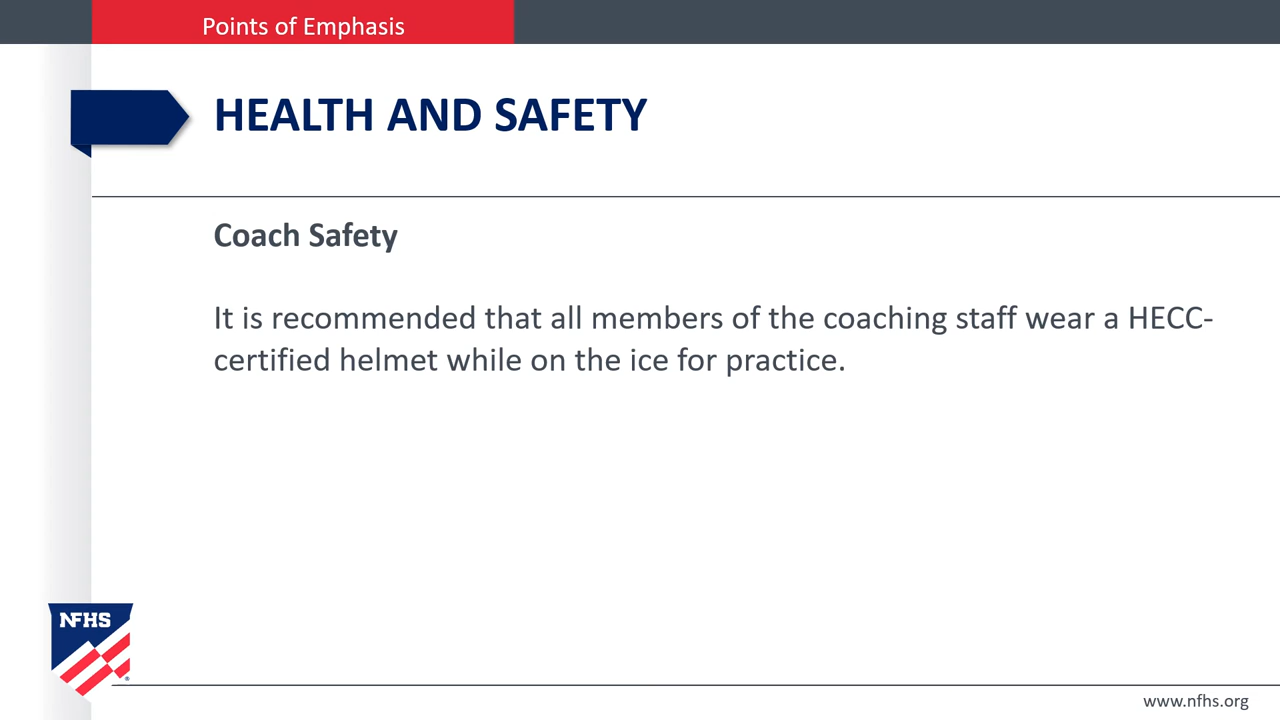 Points of Emphasis
HEALTH AND SAFETY
Coach Safety
It is recommended that all members of the coaching staff wear a HECC-
certified helmet while on the ice for practice.
NFHS
®
www.nfhs.org